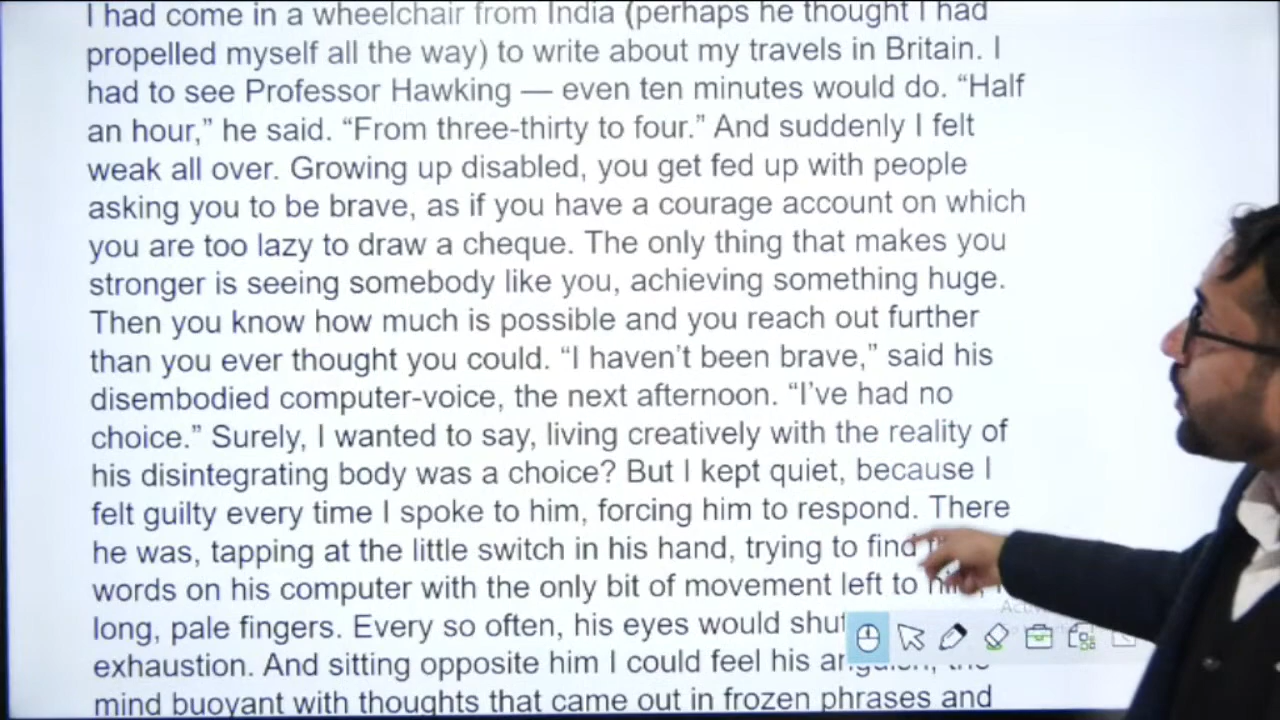 I had come in a wheelchair from India (perhaps he thought I had
propelled myself all the way) to write about my travels in Britain. I
had to see Professor Hawking — even ten minutes would do. “Half
an hour,” he said. “From three-thirty to four.” And suddenly I felt
weak all over. Growing up disabled, you get fed up with people
asking you to be brave, as if you have a courage account on which
you are too lazy to draw a cheque. The only thing that makes you
stronger is seeing somebody like you, achieving something huge.
Then you know how much is possible and you reach out further
than you ever thought you could. “I haven’t been brave,” said his
disembodied computer-voice, the next afternoon. “I’ve had no
choice.” Surely, I wanted to say, living creatively with the reality of
his disintegrating body was a choice? But I kept quiet, because I
felt guilty every time I spoke to him, forcing him to respond. There
he was, tapping at the little switch in his hand, trying to find
words on his computer with the only bit of movement left to
long, pale fingers. Every so often, his eyes would shut
exhaustion. And sitting opposite him I could feel his
mind buoyant with thoughts that came out in frozen phrases and